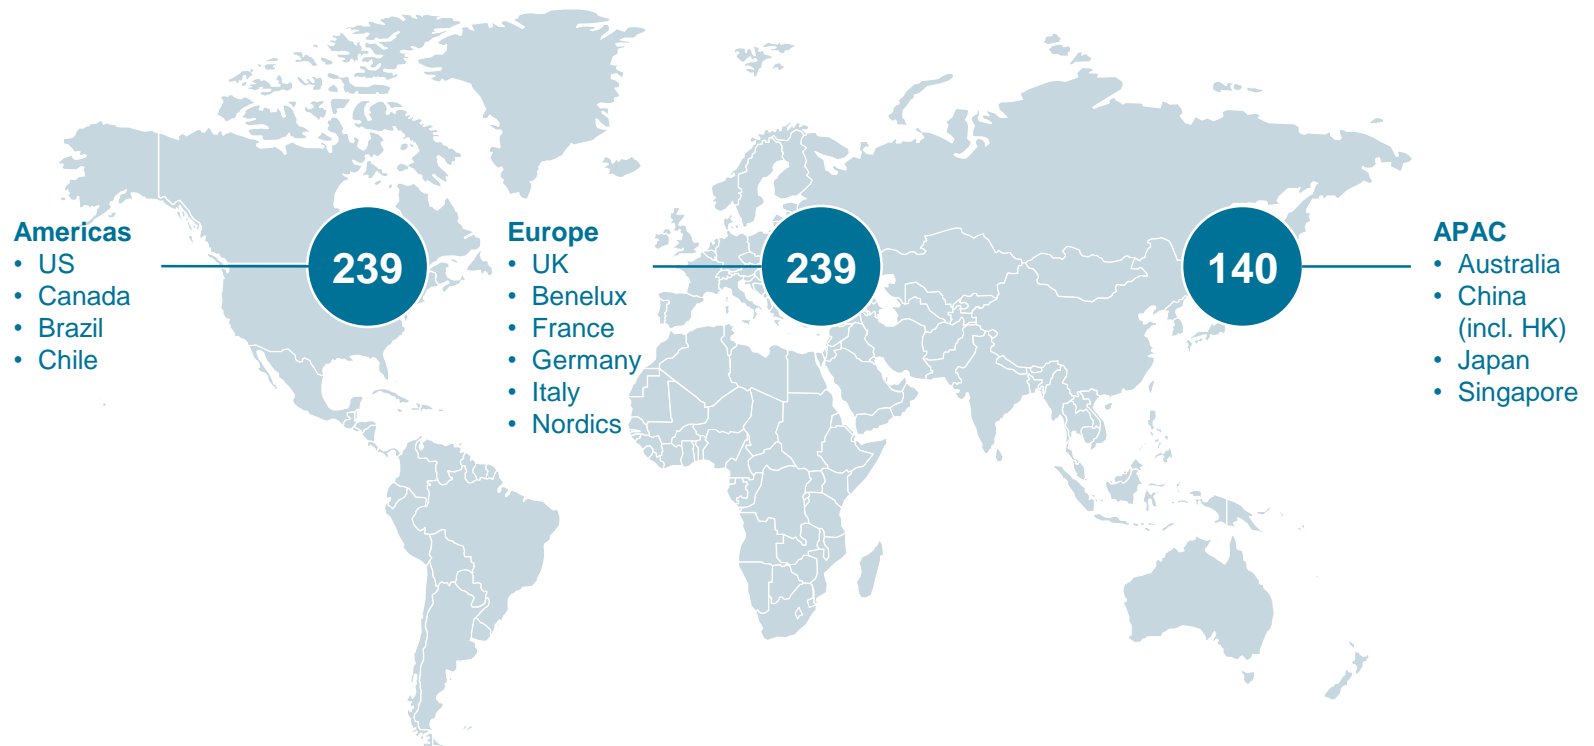 Americas
• US
• Canada
• Brazil
• Chile
239
Europe
• UK
• Benelux
• France
• Germany
• Italy
• Nordics
239
140
APAC
• Australia
• China
(incl. HK)
• Japan
• Singapore